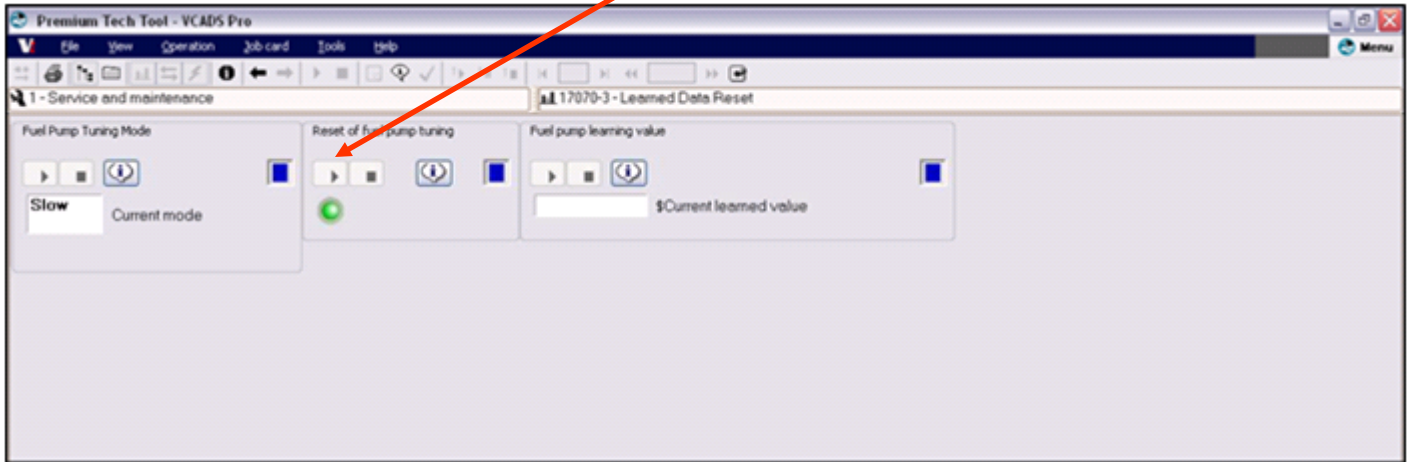 Premium Tech Tool - VCADS Pro
File View Operation Job card Tools Help Menu
1 - Service and maintenance
17070-3 - Learned Data Reset
Fuel Pump Tuning Mode
Slow
Current mode
Reset of fuel pump tuning
Fuel pump learning value
$Current learned value